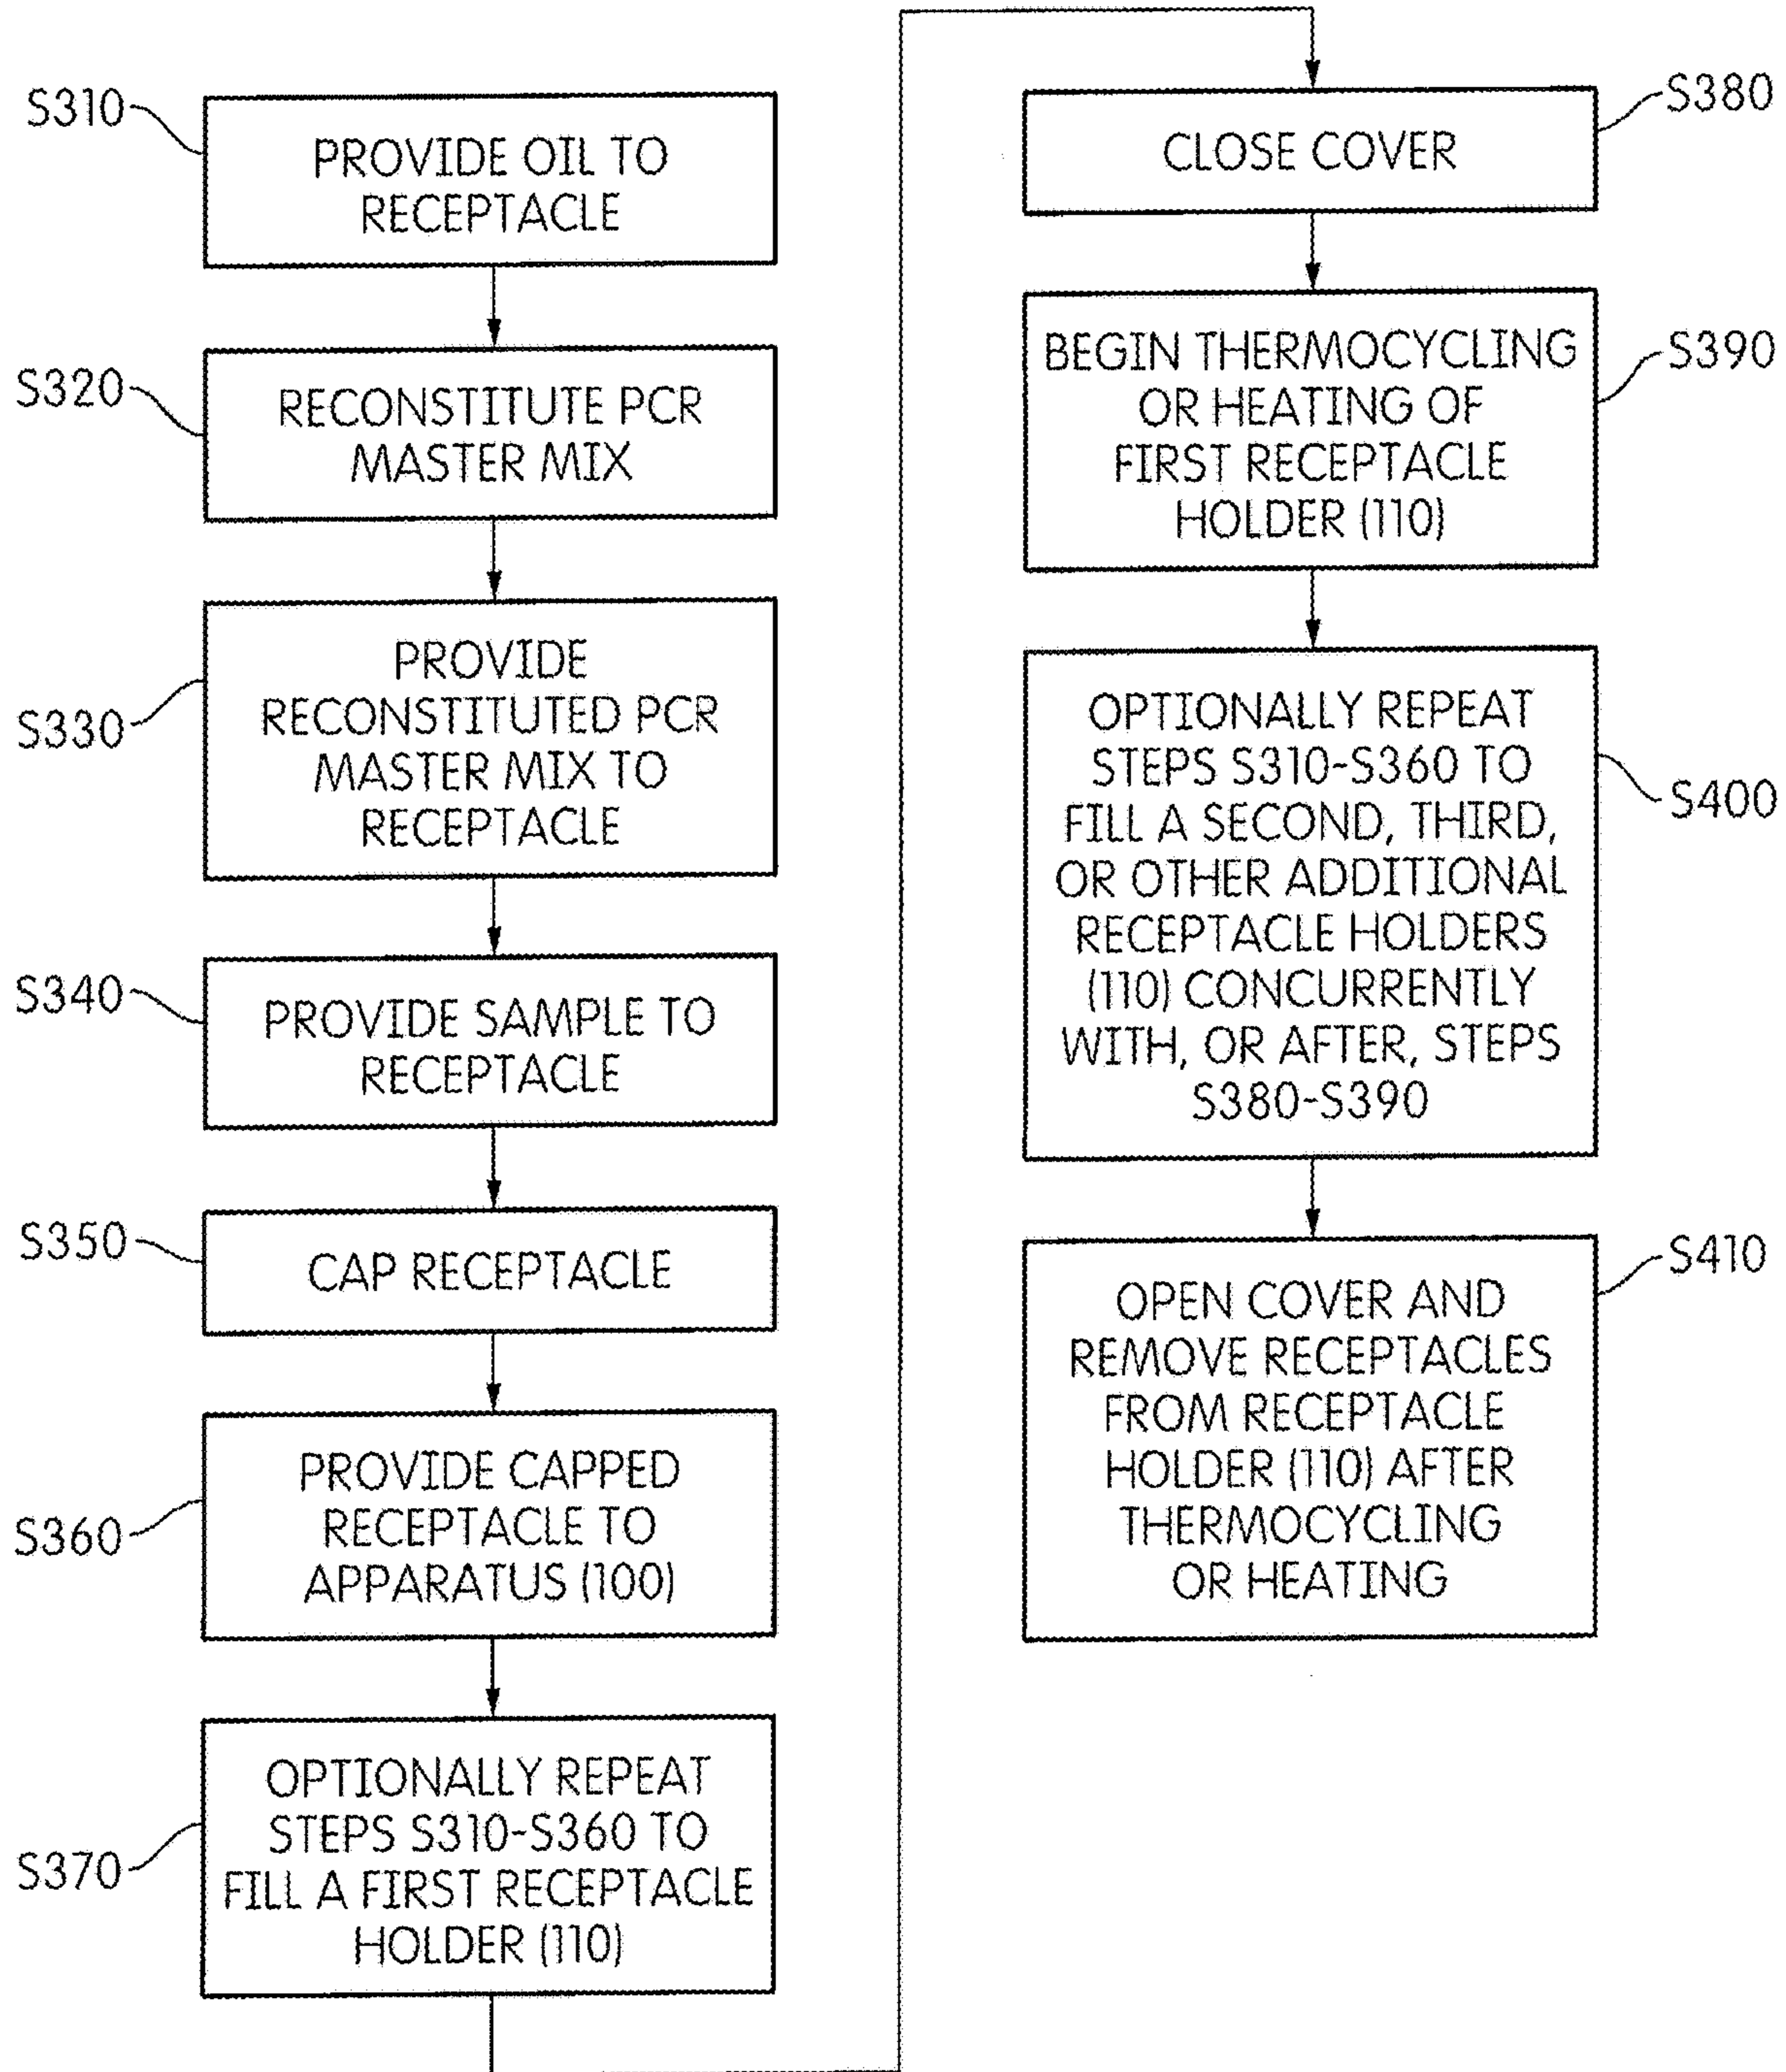 S310
PROVIDE OIL TO
RECEPTACLE
S320
RECONSTITUTE PCR
MASTER MIX
S330
PROVIDE
RECONSTITUTED PCR
MASTER MIX TO
RECEPTACLE
S340
PROVIDE SAMPLE TO
RECEPTACLE
S350
CAP RECEPTACLE
S360
PROVIDE CAPPED
RECEPTACLE TO
APPARATUS (100)
S370
OPTIONALLY REPEAT
STEPS S310-S360 TO
FILL A FIRST RECEPTACLE
HOLDER (110)
S380
CLOSE COVER
S390
BEGIN THERMOCYCLING
OR HEATING OF
FIRST RECEPTACLE
HOLDER (110)
S400
OPTIONALLY REPEAT
STEPS S310-S360 TO
FILL A SECOND, THIRD,
OR OTHER ADDITIONAL
RECEPTACLE HOLDERS
(110) CONCURRENTLY
WITH, OR AFTER, STEPS
S380-S390
S410
OPEN COVER AND
REMOVE RECEPTACLES
FROM RECEPTACLE
HOLDER (110) AFTER
THERMOCYCLING
OR HEATING